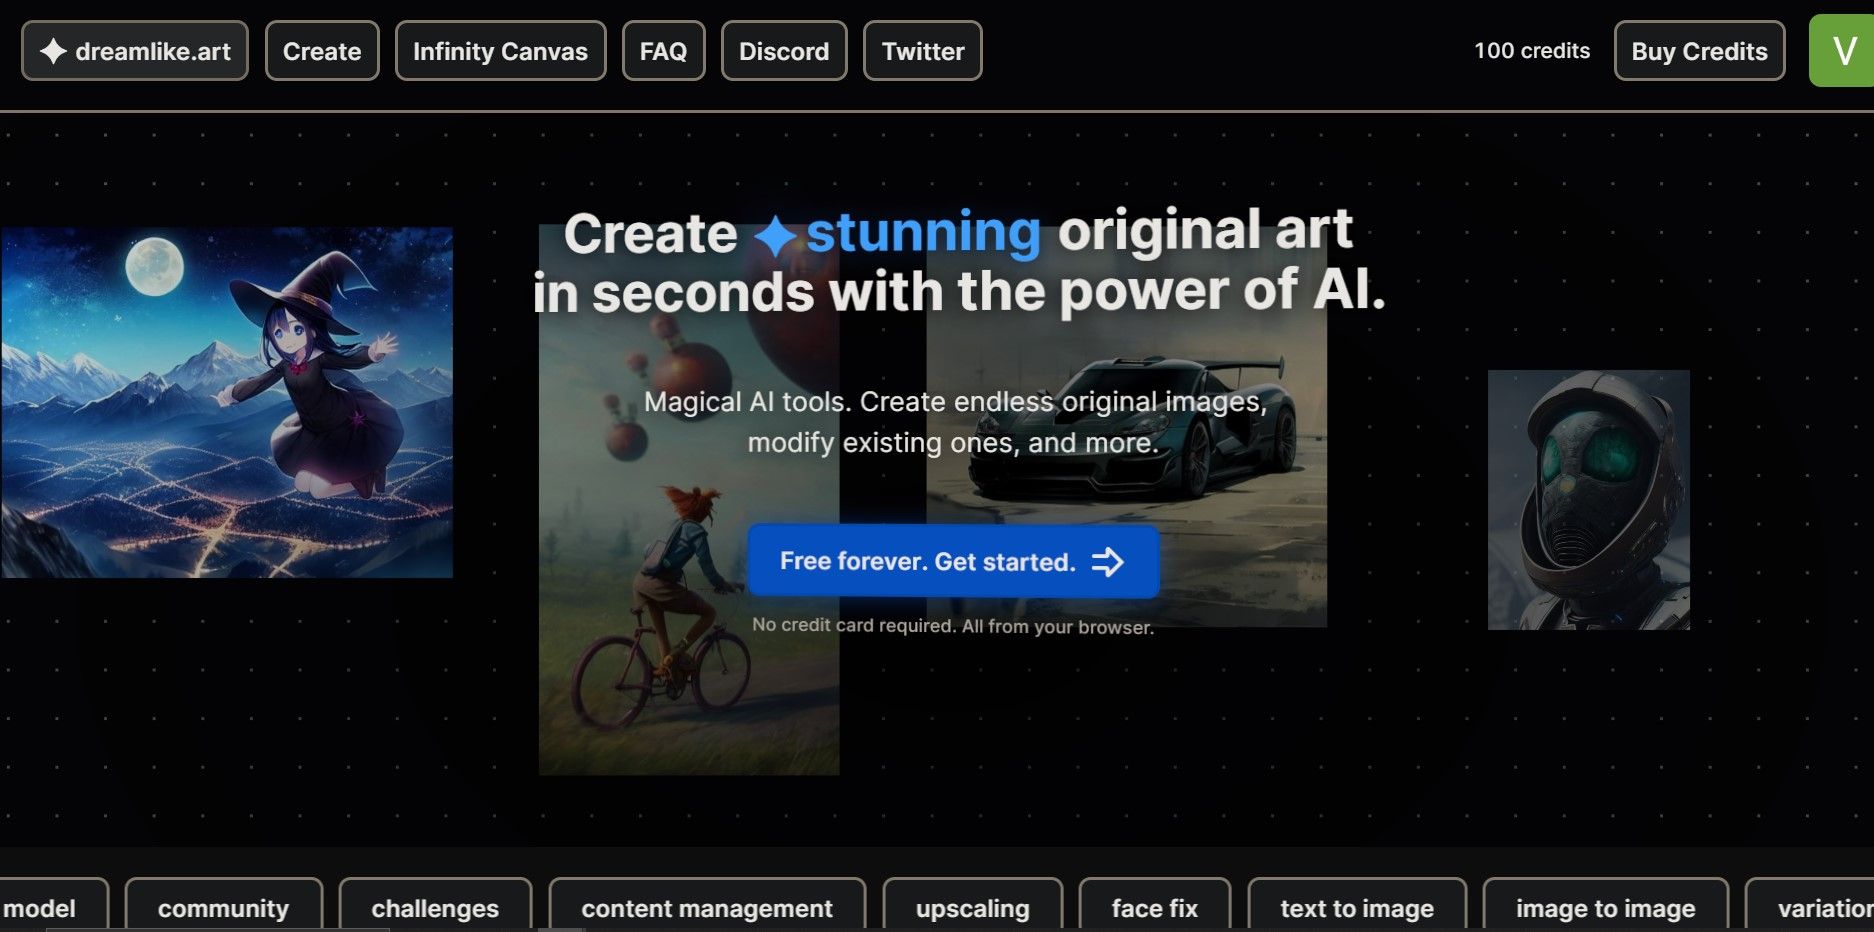 dreamlike.art
Create
Infinity Canvas
FAQ
Discord
Twitter
100 credits
Buy Credits
V
Create stunning original art
in seconds with the power of AI.
Magical AI tools. Create endless original images,
modify existing ones, and more.
Free forever. Get started.
No credit card required. All from your browser.
model
community
challenges
content management
upscaling
face fix
text to image
image to image